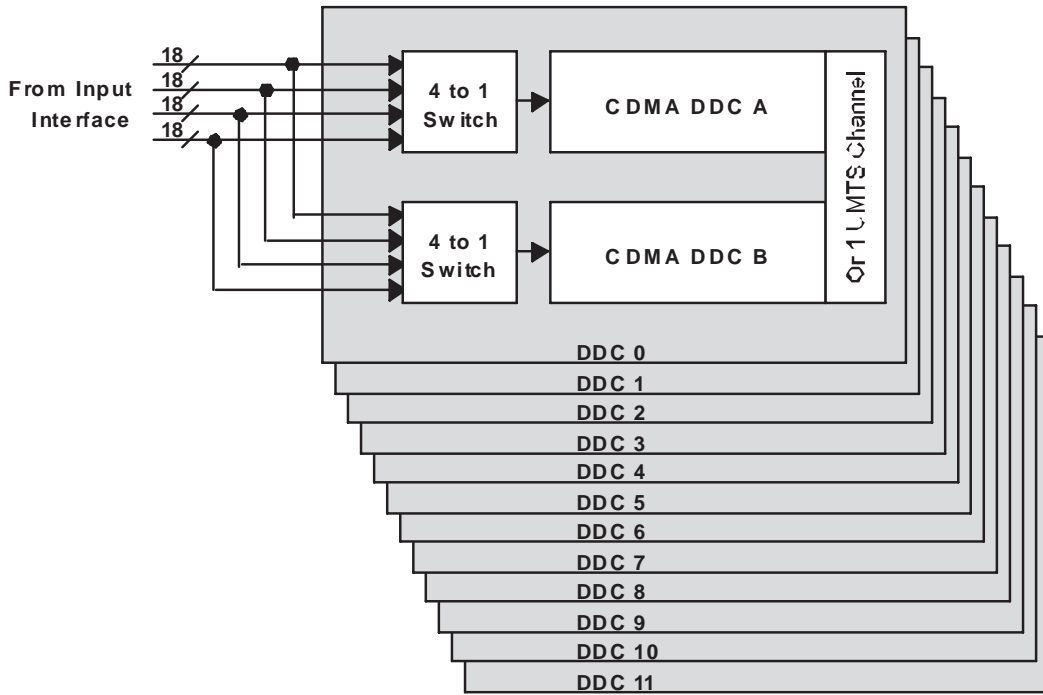 18
18
18
18
From Input
Interface
4 to 1
Switch
CDMA DDC A
4 to 1
Switch
CDMA DDC B
Or 1 UMTS Channel
DDC 0
DDC 1
DDC 2
DDC 3
DDC 4
DDC 5
DDC 6
DDC 7
DDC 8
DDC 9
DDC 10
DDC 11